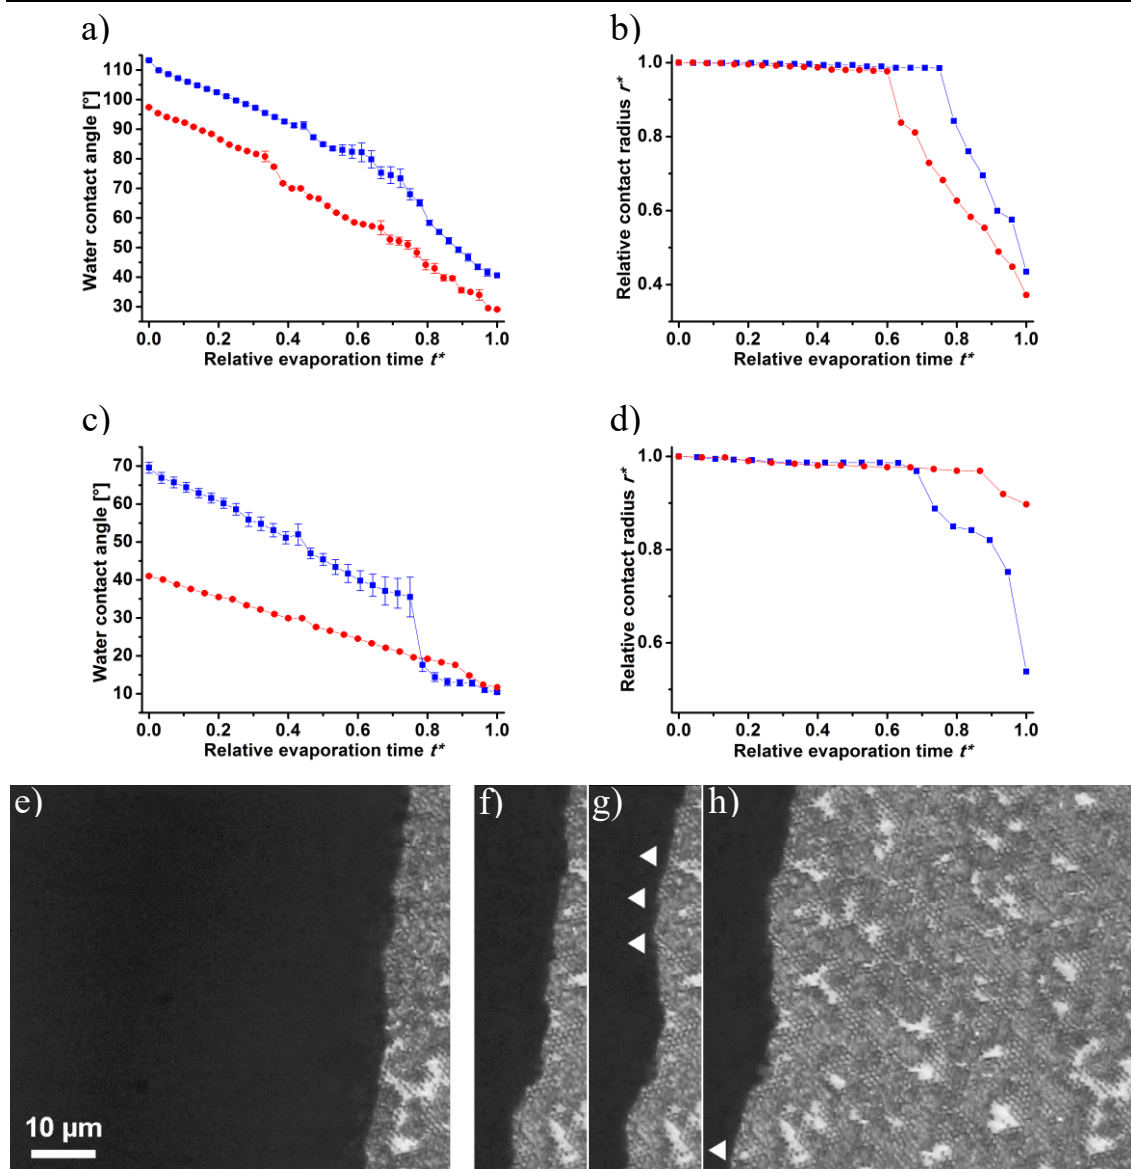 a)
Water contact angle [°]
110
100
90
80
70
60
50
40
30
0.0 0.2 0.4 0.6 0.8 1.0
Relative evaporation time t*
b)
Relative contact radius r*
1.0
0.8
0.6
0.4
0.0 0.2 0.4 0.6 0.8 1.0
Relative evaporation time t*
c)
Water contact angle [°]
70
60
50
40
30
20
10
0.0 0.2 0.4 0.6 0.8 1.0
Relative evaporation time t*
d)
Relative contact radius r*
1.0
0.8
0.6
0.0 0.2 0.4 0.6 0.8 1.0
Relative evaporation time t*
e)
10 µm
f)
g)
h)